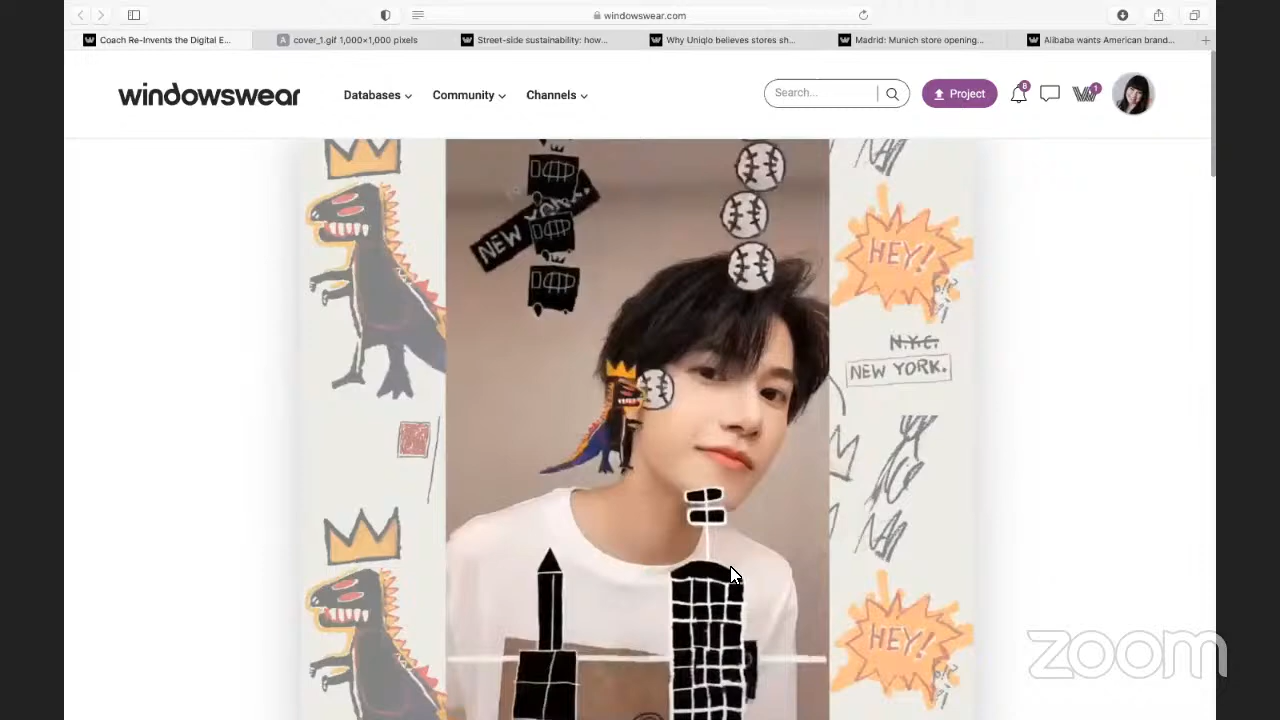 windowswear.com
Coach Re-Invents the Digital E...
cover_1.gif 1,000×1,000 pixels
Street-side sustainability: how...
Why Uniqlo believes stores sh...
Madrid: Munich store opening...
Alibaba wants American brand...
windowswear
Databases
Community
Channels
Search...
Project
8
1
NEW YORK.
HEY!
N.Y.C.
NEW YORK.
HEY!
zoom